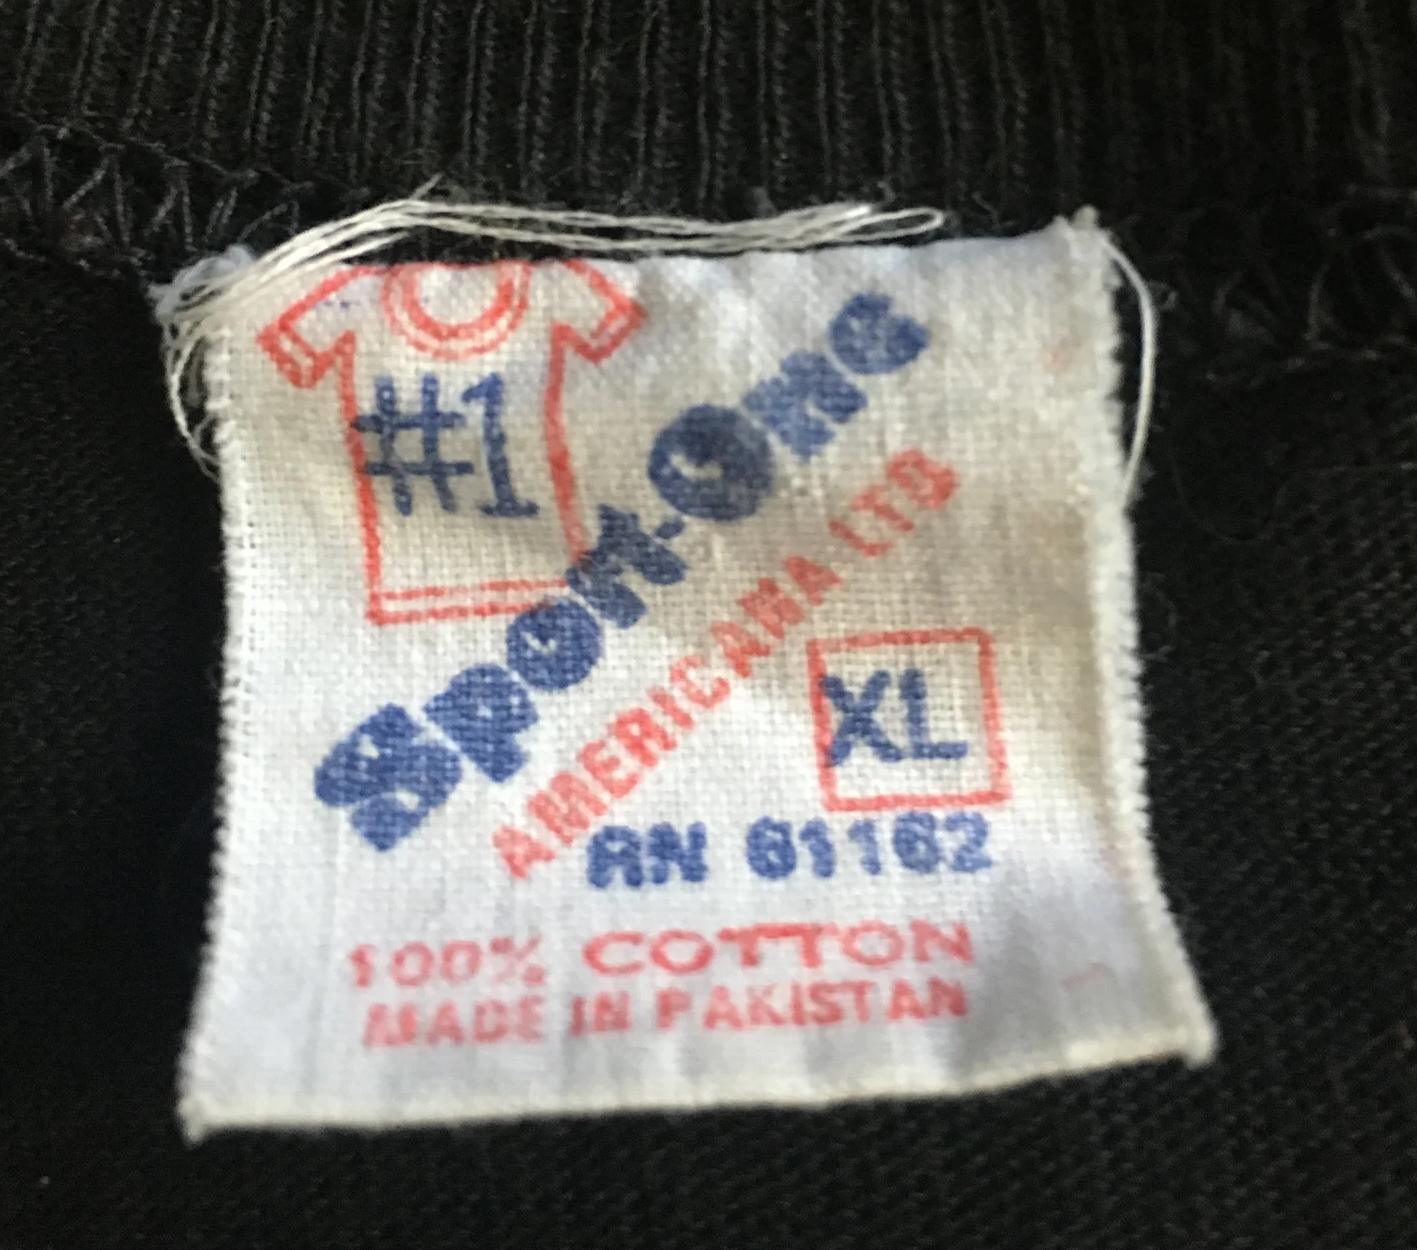 #1
Sport-One
AMERICANA LTD
XL
RN 61162
100% COTTON
MADE IN PAKISTAN